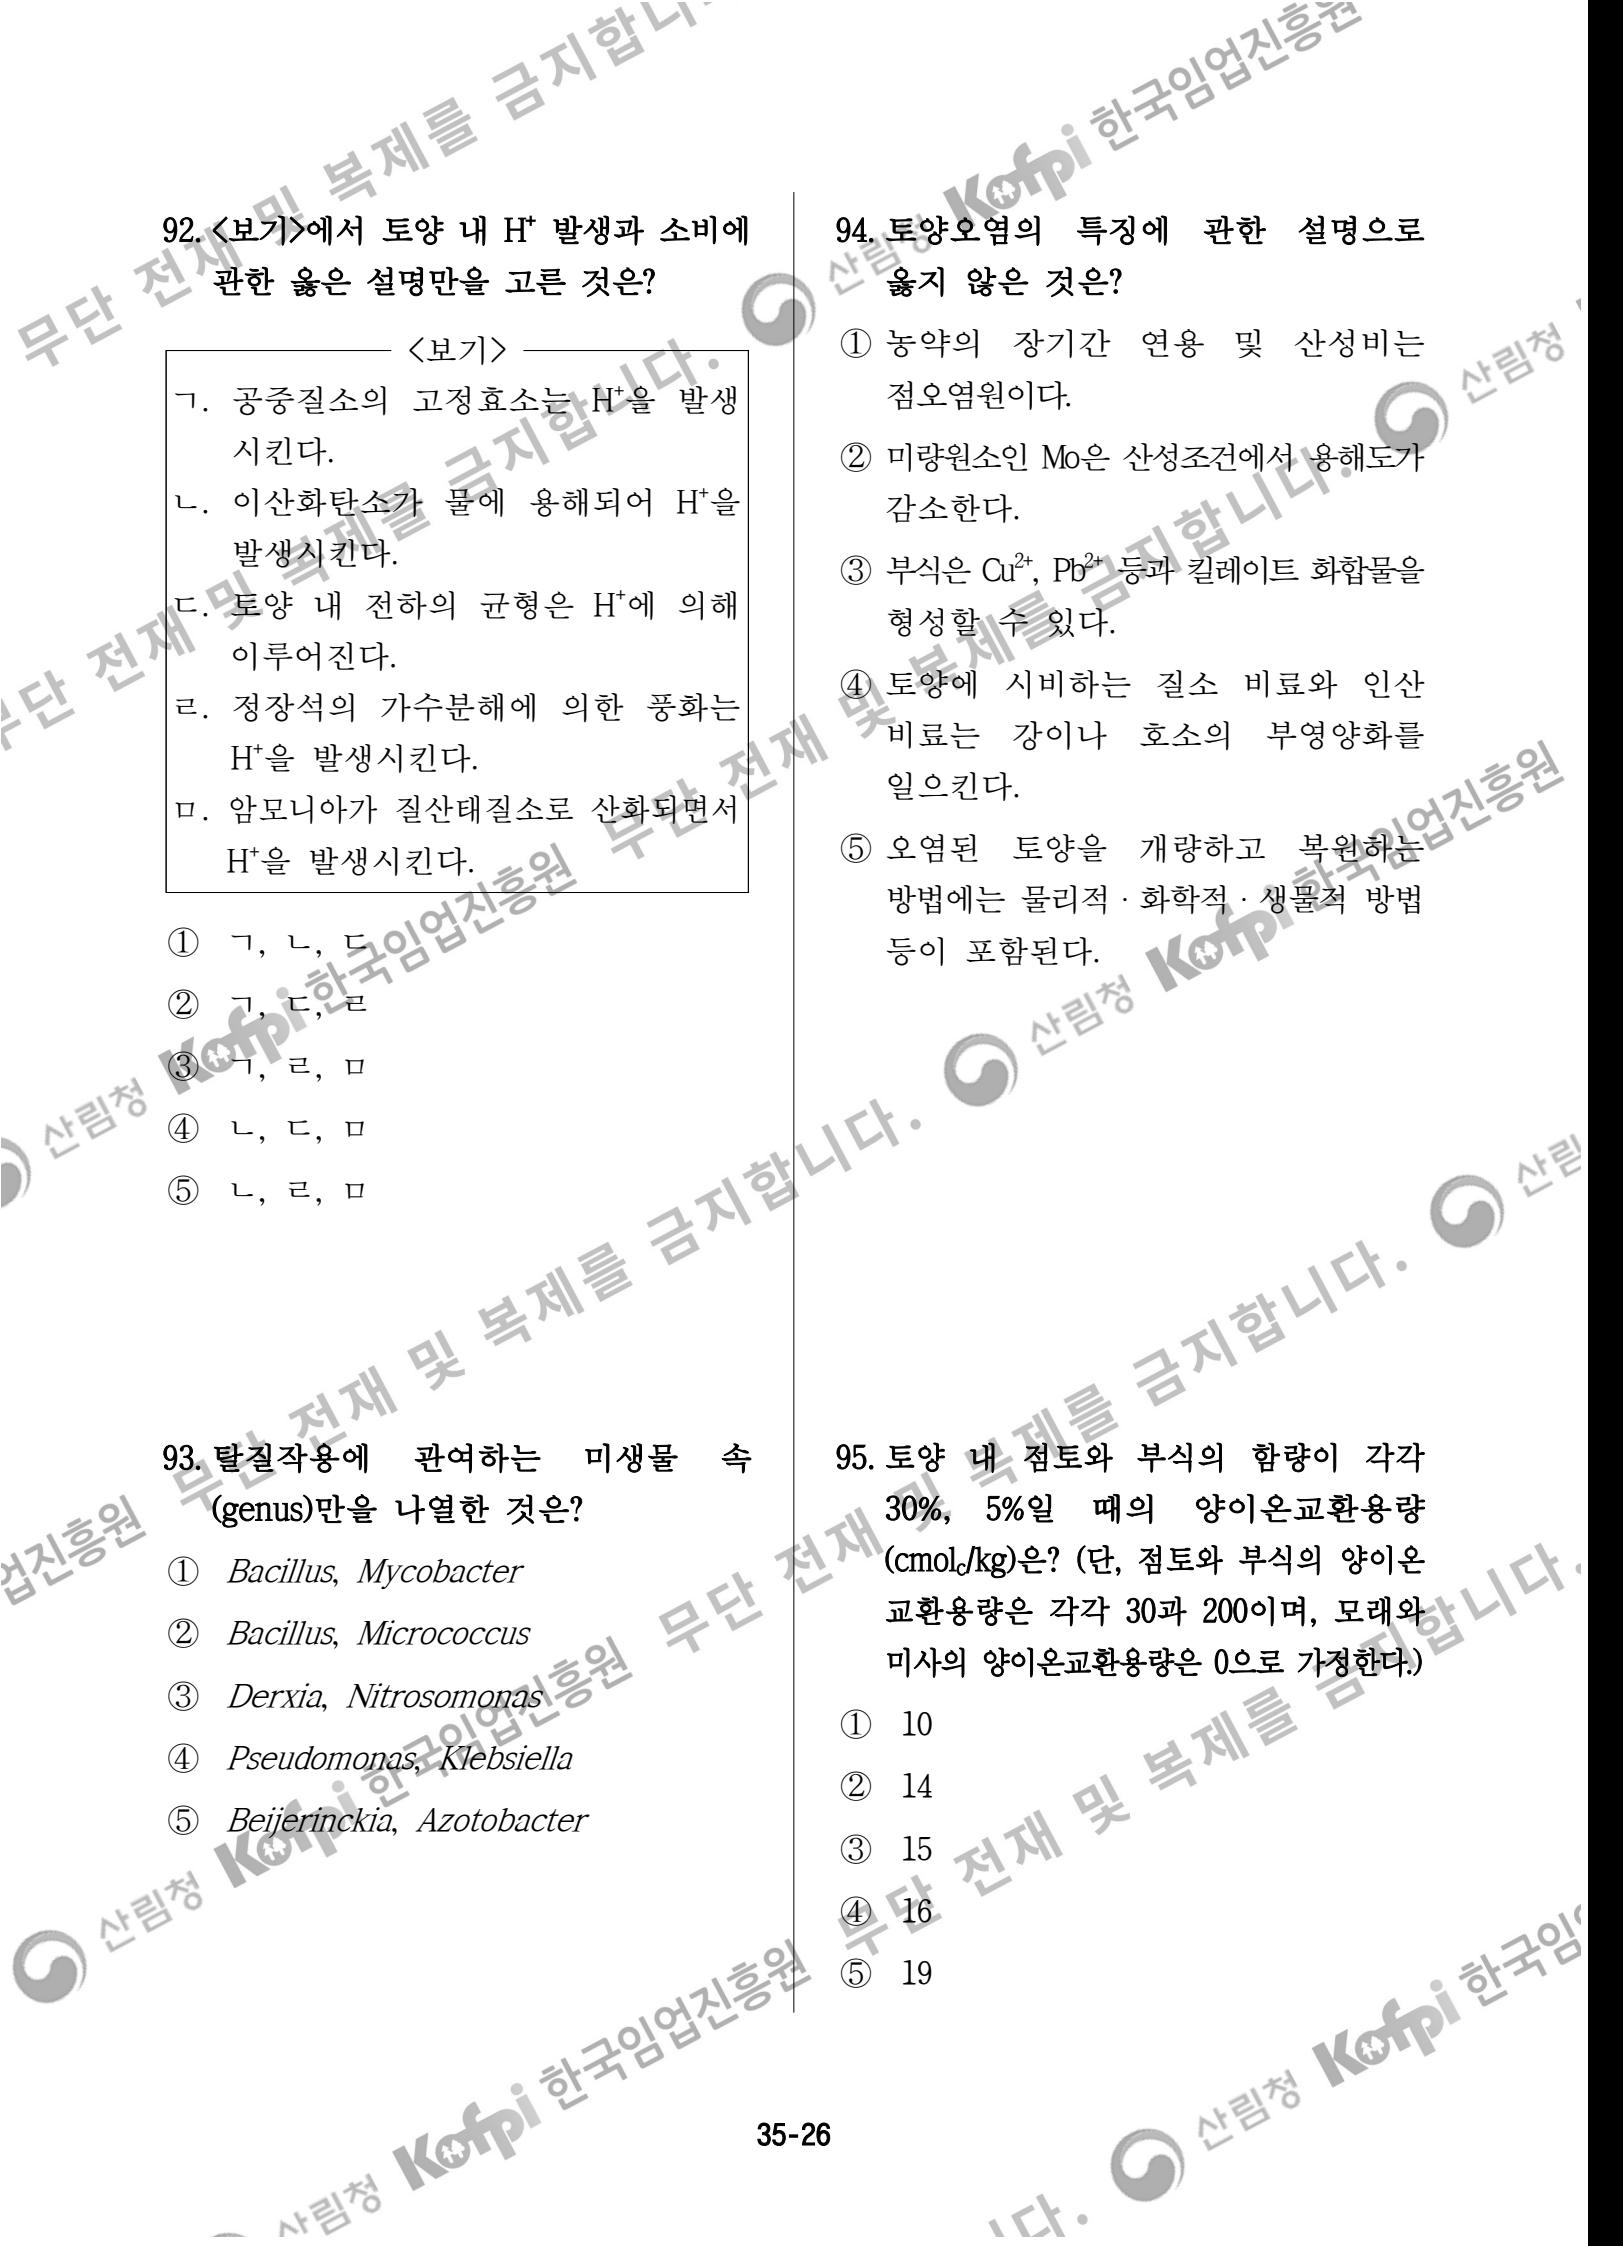 92. <보기>에서 토양 내 H⁺ 발생과 소비에
관한 옳은 설명만을 고른 것은?
<보기>
ㄱ. 공중질소의 고정효소는 H⁺을 발생
시킨다.
ㄴ. 이산화탄소가 물에 용해되어 H⁺을
발생시킨다.
ㄷ. 토양 내 전하의 균형은 H⁺에 의해
이루어진다.
ㄹ. 정장석의 가수분해에 의한 풍화는
H⁺을 발생시킨다.
ㅁ. 암모니아가 질산태질소로 산화되면서
H⁺을 발생시킨다.
① ㄱ, ㄴ, ㄷ
② ㄱ, ㄷ, ㄹ
③ ㄱ, ㄹ, ㅁ
④ ㄴ, ㄷ, ㅁ
⑤ ㄴ, ㄹ, ㅁ
93. 탈질작용에 관여하는 미생물 속
(genus)만을 나열한 것은?
① Bacillus, Mycobacter
② Bacillus, Micrococcus
③ Derxia, Nitrosomonas
④ Pseudomonas, Klebsiella
⑤ Beijerinckia, Azotobacter
94. 토양오염의 특징에 관한 설명으로
옳지 않은 것은?
① 농약의 장기간 연용 및 산성비는
점오염원이다.
② 미량원소인 Mo은 산성조건에서 용해도가
감소한다.
③ 부식은 Cu²⁺, Pb²⁺ 등과 킬레이트 화합물을
형성할 수 있다.
④ 토양에 시비하는 질소 비료와 인산
비료는 강이나 호소의 부영양화를
일으킨다.
⑤ 오염된 토양을 개량하고 복원하는
방법에는 물리적 · 화학적 · 생물적 방법
등이 포함된다.
95. 토양 내 점토와 부식의 함량이 각각
30%, 5%일 때의 양이온교환용량
(cmolc/kg)은? (단, 점토와 부식의 양이온
교환용량은 각각 30과 200이며, 모래와
미사의 양이온교환용량은 0으로 가정한다.)
① 10
② 14
③ 15
④ 16
⑤ 19
35-26
무단 전재 및 복제를 금지합니다.
산림청 Kofpi 한국임업진흥원